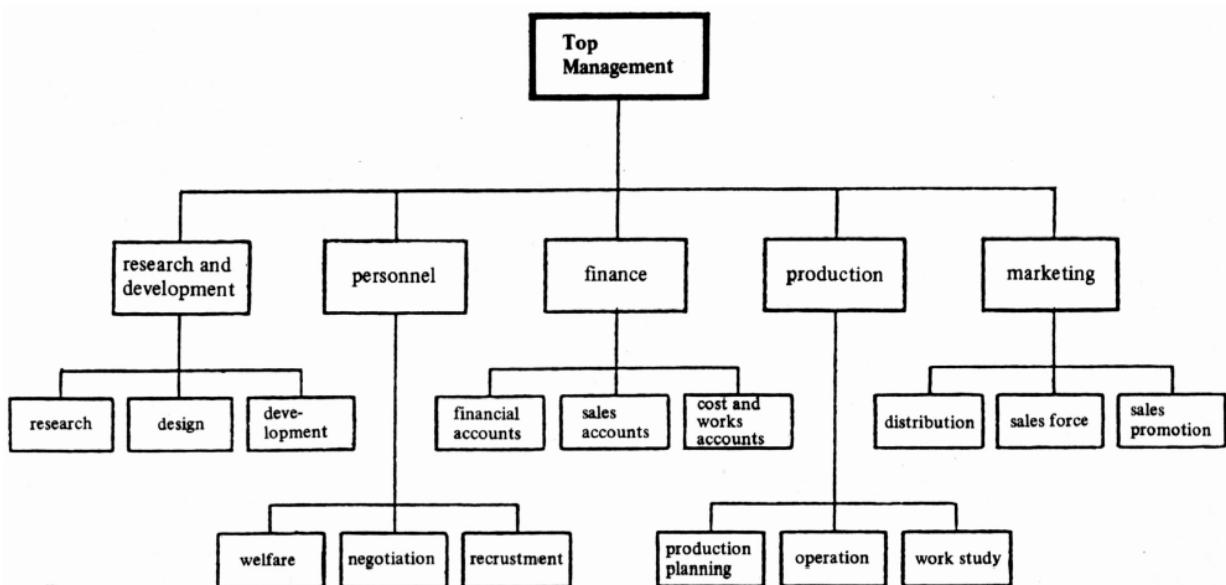 Top
Management
research and
development
personnel
finance
production
marketing
research
design
deve-
lopment
financial
accounts
sales
accounts
cost and
works
accounts
distribution
sales force
sales
promotion
welfare
negotiation
recrustment
production
planning
operation
work study